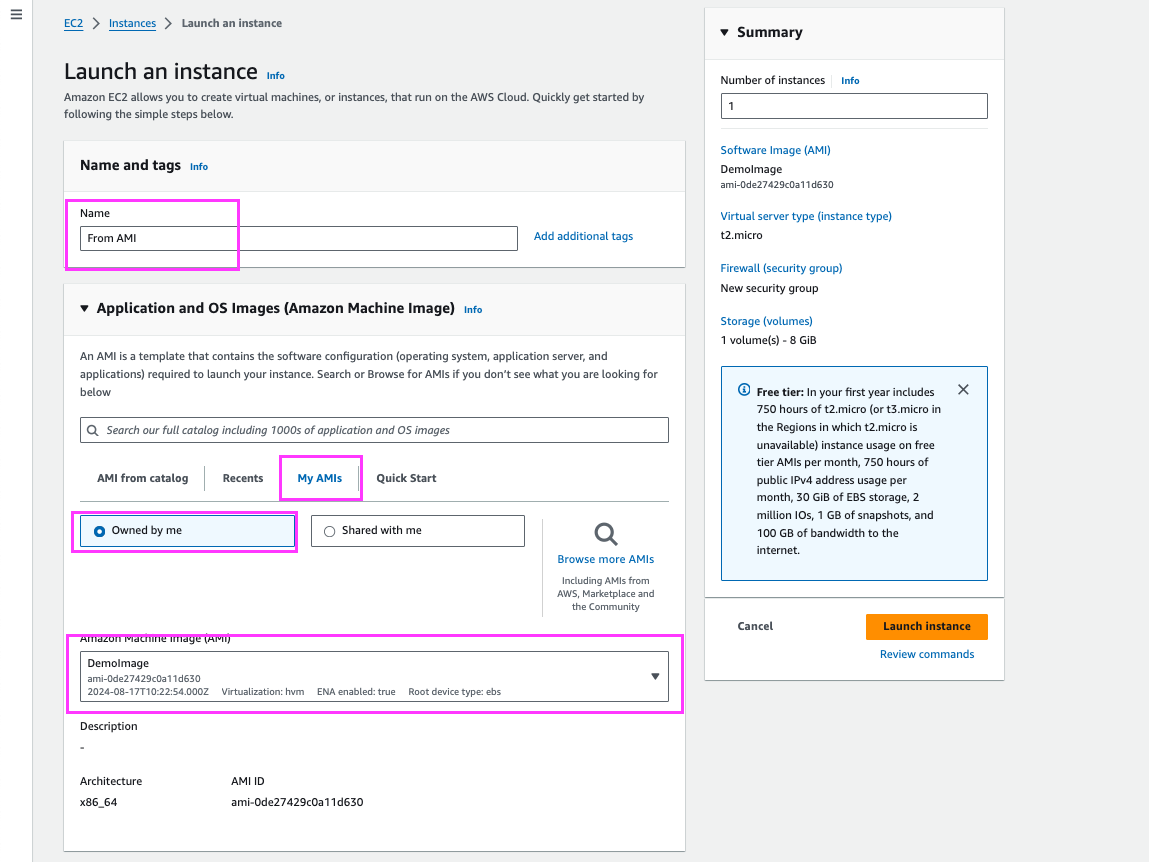 EC2 > Instances > Launch an instance
Launch an instance Info
Amazon EC2 allows you to create virtual machines, or instances, that run on the AWS Cloud. Quickly get started by
following the simple steps below.
Name and tags Info
Name
From AMI
Add additional tags
Application and OS Images (Amazon Machine Image) Info
An AMI is a template that contains the software configuration (operating system, application server, and
applications) required to launch your instance. Search or Browse for AMIs if you don't see what you are looking for
below
Search our full catalog including 1000s of application and OS images
AMI from catalog
Recents
My AMIs
Quick Start
Owned by me
Shared with me
Browse more AMIs
Including AMIs from
AWS, Marketplace and
the Community
Amazon Machine Image (AMI)
DemoImage
ami-0de27429c0a11d630
2024-08-17T10:22:54.000Z Virtualization: hvm ENA enabled: true Root device type: ebs
Description
-
Architecture
x86_64
AMI ID
ami-0de27429c0a11d630
Summary
Number of instances Info
1
Software Image (AMI)
DemoImage
ami-0de27429c0a11d630
Virtual server type (instance type)
t2.micro
Firewall (security group)
New security group
Storage (volumes)
1 volume(s) - 8 GiB
Free tier: In your first year includes
750 hours of t2.micro (or t3.micro in
the Regions in which t2.micro is
unavailable) instance usage on free
tier AMIs per month, 750 hours of
public IPv4 address usage per
month, 30 GiB of EBS storage, 2
million IOs, 1 GB of snapshots, and
100 GB of bandwidth to the
internet.
Cancel
Launch instance
Review commands